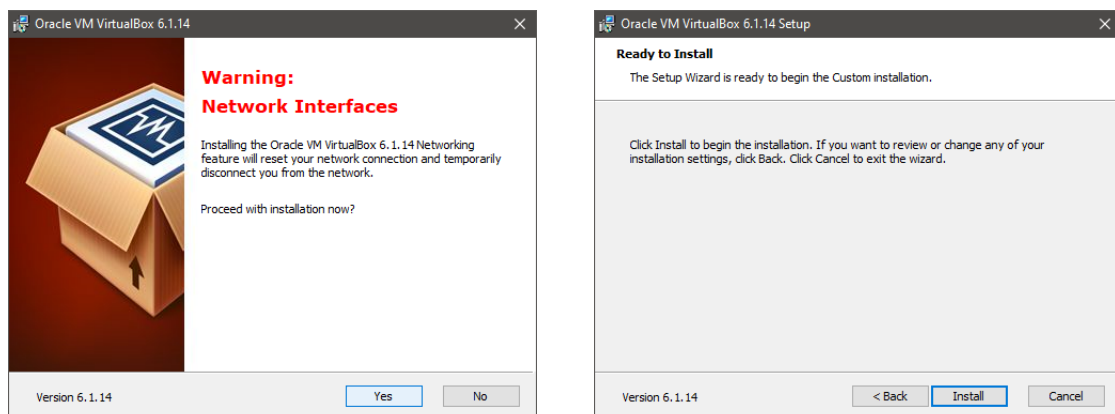 Oracle VM VirtualBox 6.1.14
Warning:
Network Interfaces
Installing the Oracle VM VirtualBox 6.1.14 Networking
feature will reset your network connection and temporarily
disconnect you from the network.
Proceed with installation now?
Version 6.1.14
Yes
No
Oracle VM VirtualBox 6.1.14 Setup
Ready to Install
The Setup Wizard is ready to begin the Custom installation.
Click Install to begin the installation. If you want to review or change any of your
installation settings, click Back. Click Cancel to exit the wizard.
Version 6.1.14
< Back
Install
Cancel